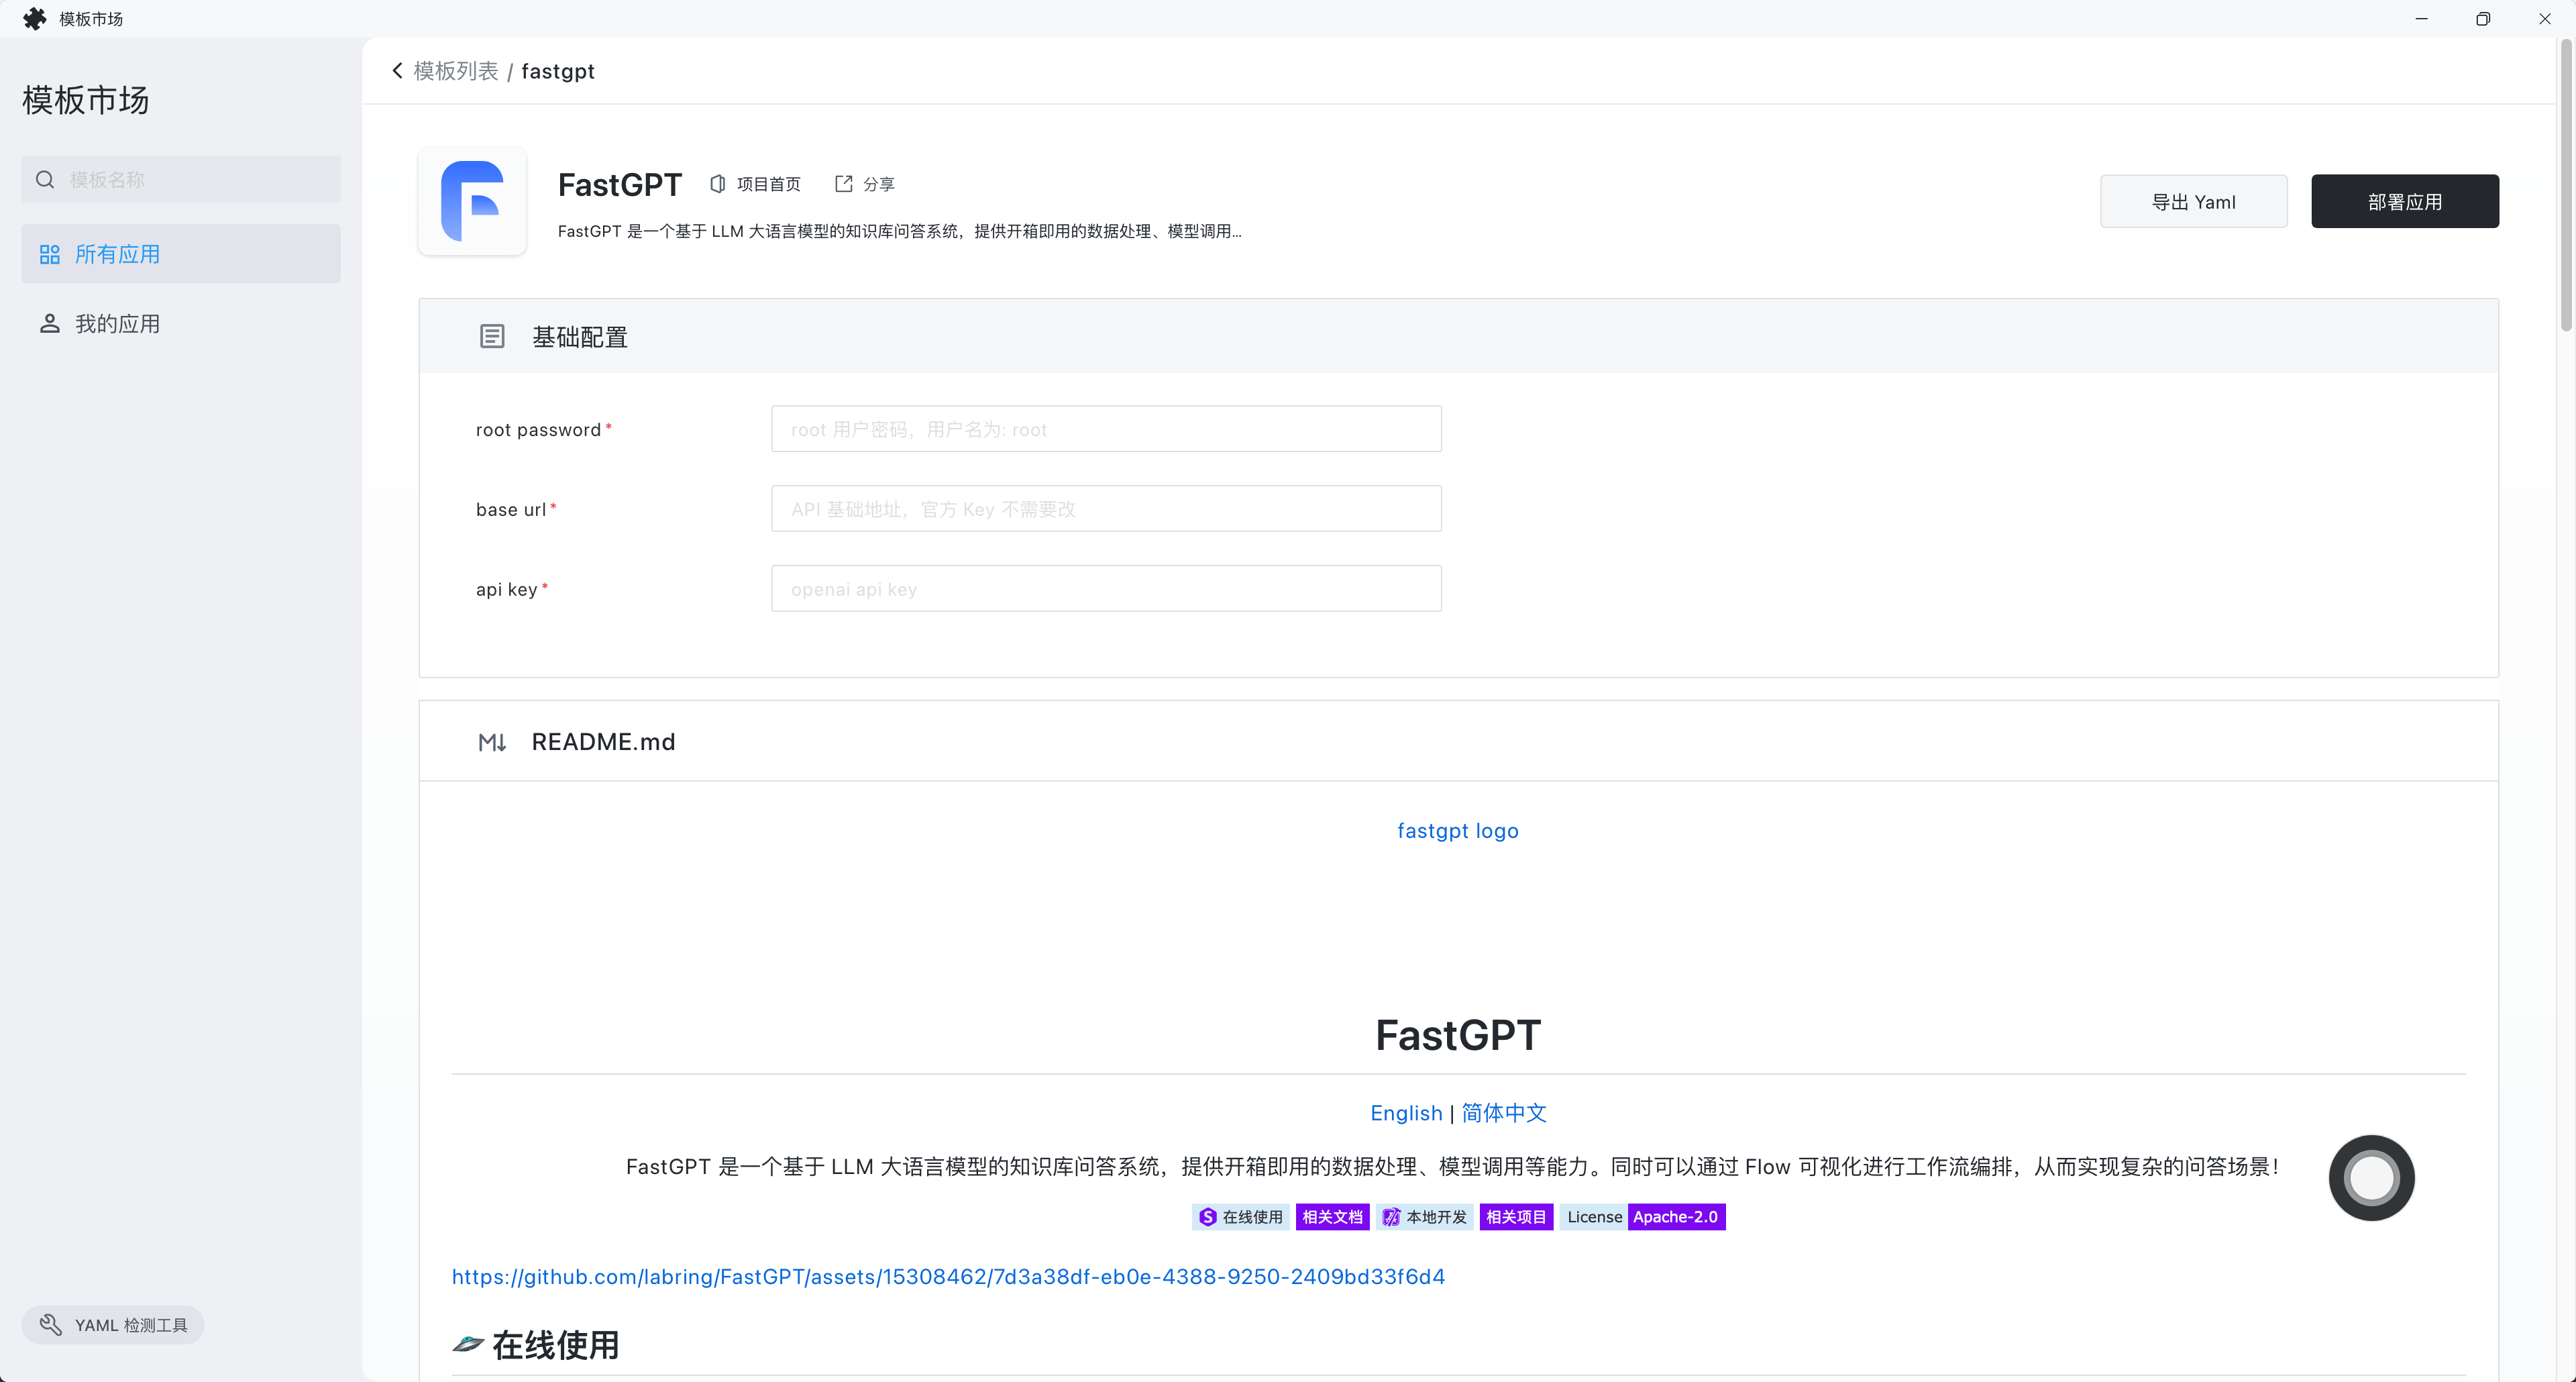 模板市场
模板市场
模板名称
所有应用
我的应用
YAML 检测工具
模板列表 / fastgpt
FastGPT 项目首页 分享
FastGPT 是一个基于 LLM 大语言模型的知识库问答系统，提供开箱即用的数据处理、模型调用...
导出 Yaml 部署应用
基础配置
root password * root 用户密码，用户名为: root
base url * API 基础地址，官方 Key 不需要改
api key * openai api key
README.md
fastgpt logo
FastGPT
English | 简体中文
FastGPT 是一个基于 LLM 大语言模型的知识库问答系统，提供开箱即用的数据处理、模型调用等能力。同时可以通过 Flow 可视化进行工作流编排，从而实现复杂的问答场景！
在线使用 相关文档 本地开发 相关项目 License Apache-2.0
https://github.com/labring/FastGPT/assets/15308462/7d3a38df-eb0e-4388-9250-2409bd33f6d4
🛸 在线使用